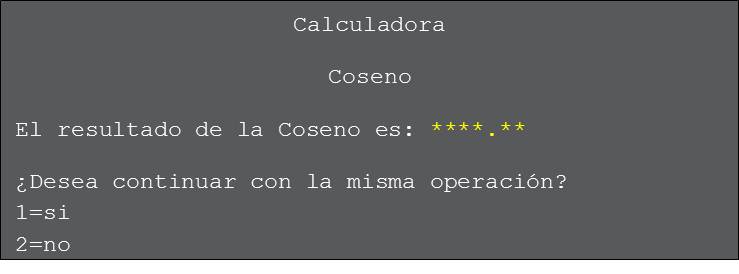 Calculadora
Coseno
El resultado de la Coseno es: ****.**
¿Desea continuar con la misma operación?
1=si
2=no